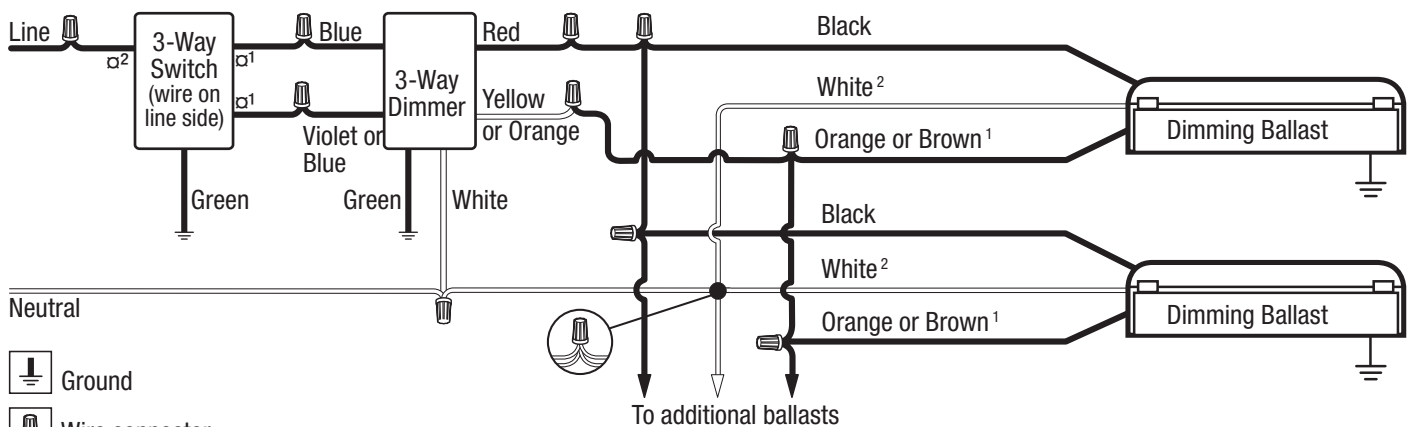 Line
3-Way
Switch
(wire on
line side)
¤²
¤¹
¤¹
Blue
Violet or
Blue
3-Way
Dimmer
Red
Yellow
or Orange
Green
Green
White
Neutral
Black
White ²
Orange or Brown ¹
Dimming Ballast
Black
White ²
Orange or Brown ¹
Dimming Ballast
To additional ballasts
Ground
Wire connector